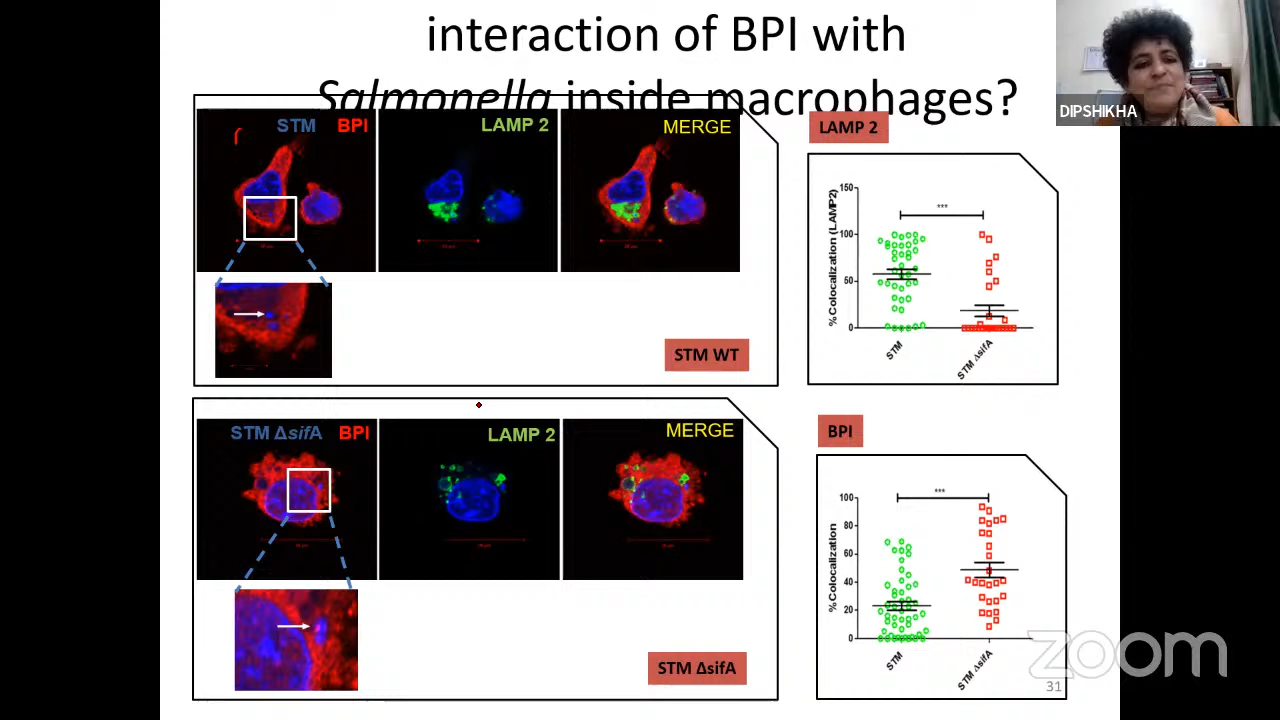 interaction of BPI with
Salmonella inside macrophages?
DIPSHIKHA
STM BPI
LAMP 2
MERGE
STM WT
LAMP 2
150
100
50
0
% Colocalization (LAMP2)
***
STM
STM ΔsifA
STM ΔsifA BPI
LAMP 2
MERGE
STM ΔsifA
BPI
100
80
60
40
20
0
% Colocalization
***
STM
STM ΔsifA
zoom
31